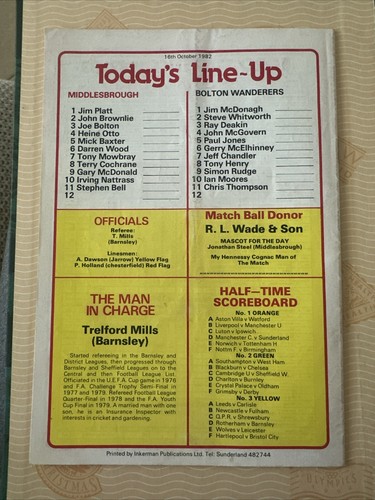 16th October 1982
Today's Line-Up
MIDDLESBROUGH
1 Jim Platt
2 John Brownlie
3 Joe Bolton
4 Heine Otto
5 Mick Baxter
6 Darren Wood
7 Tony Mowbray
8 Terry Cochrane
9 Gary McDonald
10 Irving Nattrass
11 Stephen Bell
12
BOLTON WANDERERS
1 Jim McDonagh
2 Steve Whitworth
3 Ray Deakin
4 John McGovern
5 Paul Jones
6 Gerry McElhinney
7 Jeff Chandler
8 Tony Henry
9 Simon Rudge
10 Ian Moores
11 Chris Thompson
12
OFFICIALS
Referee:
T. Mills
(Barnsley)
Linesmen:
A. Dewson (Jarrow) Yellow Flag
P. Holland (chesterfield) Red Flag
Match Ball Donor
R. L. Wade & Son
MASCOT FOR THE DAY
Jonathan Steel (Middlesbrough)
My Hennessy Cognac Man of
The Match
THE MAN
IN CHARGE
Trelford Mills
(Barnsley)
Started refereeing in the Barnsley and
District Leagues, then progressed through
Barnsley and Sheffield Leagues on to the
Central and then Football League List.
Officiated in the U.E.F.A. Cup game in 1976
and F.A. Challenge Trophy Semi-Final in
1977 and 1979. Refereed Football League
Quarter-Final in 1978 and the F.A. Youth
Cup Final in 1979. A married man with one
son, he is an Insurance Inspector with
interests in cricket and gardening.
HALF-TIME
SCOREBOARD
No. 1 ORANGE
A Aston Villa v Watford
B Liverpool v Manchester U
C Luton v Ipswich
D Manchester C. v Sunderland
E Norwich v Tottenham H
F Nottm F. v Birmingham
No. 2 GREEN
A Southampton v West Ham
B Blackburn v Chelsea
C Cambridge U v Sheffield W.
D Charlton v Burnley
E Crystal Palace v Oldham
F Grimsby v Derby
No. 3 YELLOW
A Leeds v Carlisle
B Newcastle v Fulham
C Q.P.R. v Shrewsbury
D Rotherham v Barnsley
E Wolves v Leicester
F Hartlepool v Bristol City
Printed by Inkerman Publications Ltd. Tel: Sunderland 482744